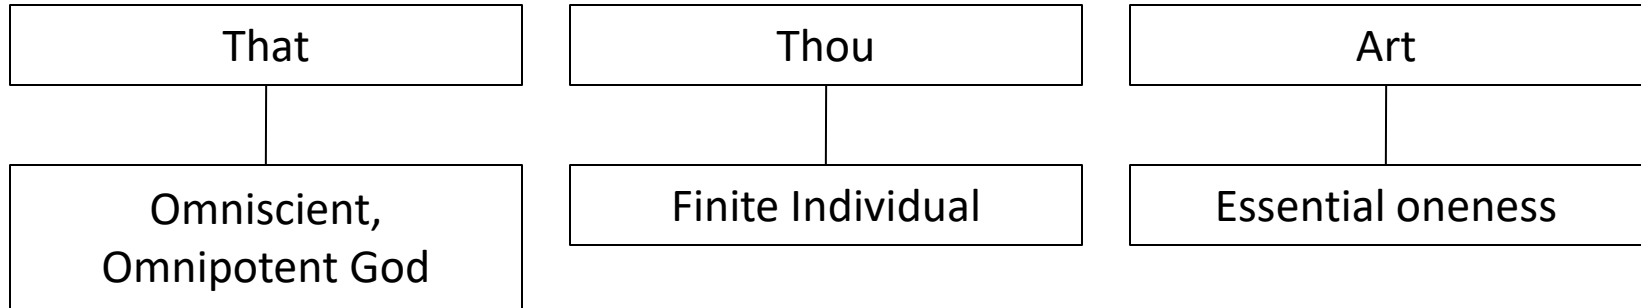 That
Thou
Art
Omniscient,
Omnipotent God
Finite Individual
Essential oneness